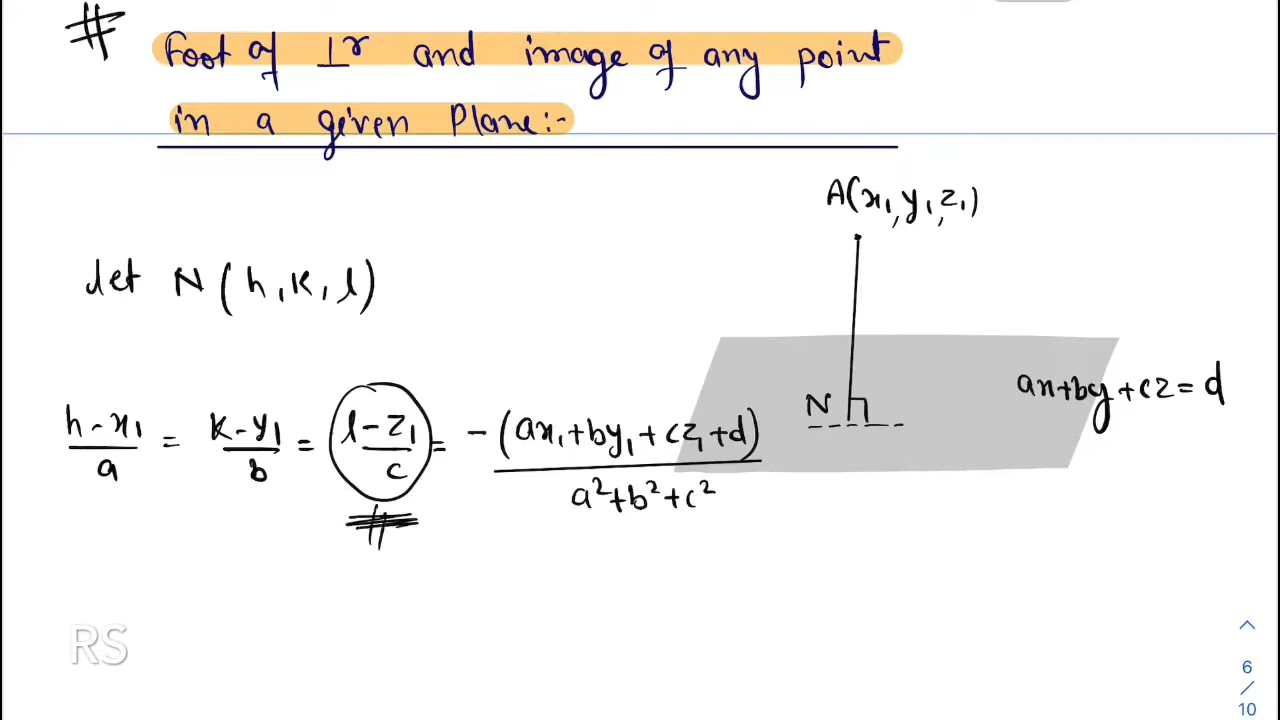 # Foot of ⊥r and image of any point
in a given Plane:-
A(x₁, y₁, z₁)
let N(h, k, l)
ax+by+cz = d
N
h-x₁/a = k-y₁/b = l-z₁/c = -(ax₁+by₁+cz₁+d)/a²+b²+c²
RS
6
/
10